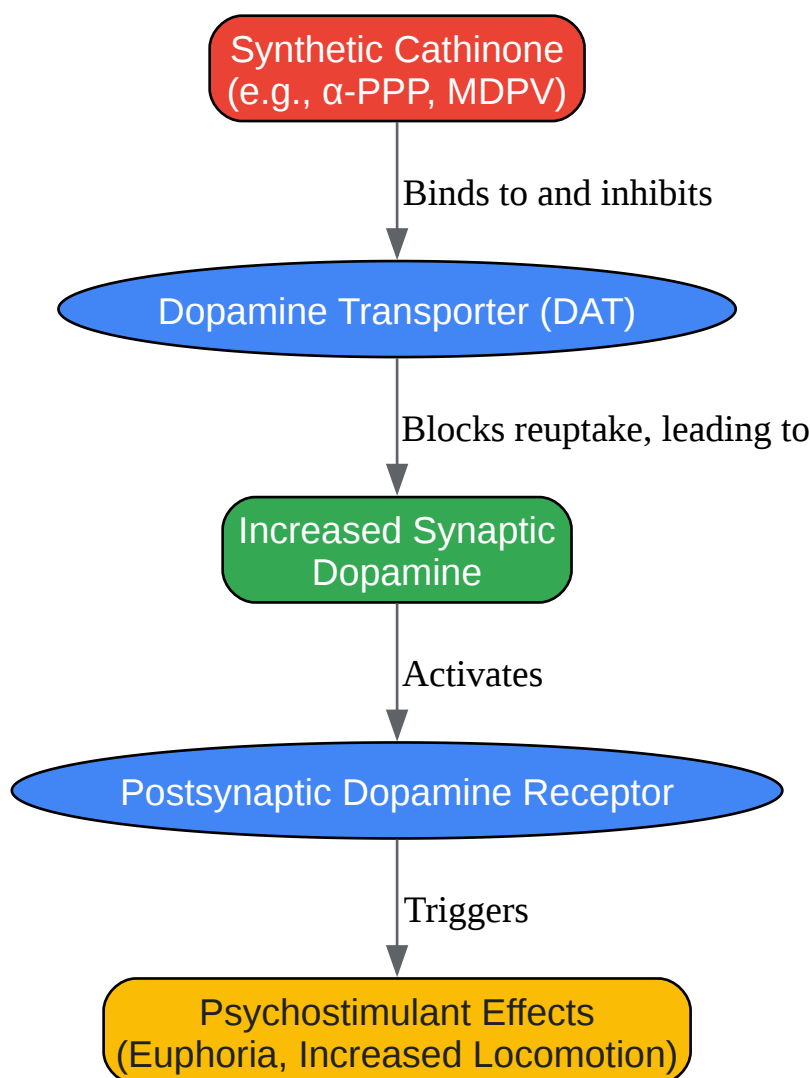 Synthetic Cathinone
(e.g., α-PPP, MDPV)
Binds to and inhibits
Dopamine Transporter (DAT)
Blocks reuptake, leading to
Increased Synaptic
Dopamine
Activates
Postsynaptic Dopamine Receptor
Triggers
Psychostimulant Effects
(Euphoria, Increased Locomotion)